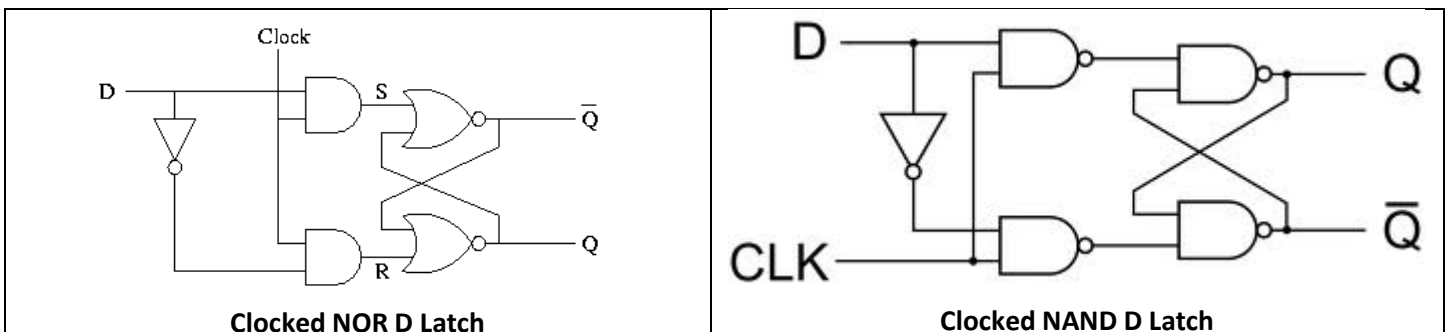 Clock
D
S
Q̅
R
Q
Clocked NOR D Latch
D
Q
CLK
Q̅
Clocked NAND D Latch